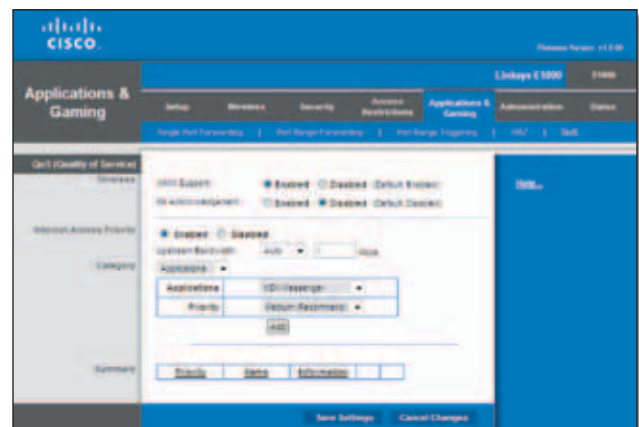 CISCO.
Firmware Version: v1.0.00
Linksys E1000
E1000
Applications & Gaming
Setup
Wireless
Security
Access Restrictions
Applications & Gaming
Administration
Status
Single Port Forwarding | Port Range Forwarding | Port Range Triggering | DMZ | QoS
QoS (Quality of Service)
Wireless
WMM Support: Enabled Disabled (Default: Enabled)
No Acknowledgement: Enabled Disabled (Default: Disabled)
Help...
Internet Access Priority
Enabled Disabled
Upstream Bandwidth: Auto Kbps
Category
Applications
Applications
MSN Messenger
Priority
Medium (Recommend)
Add
Summary
Priority Name Information
Save Settings Cancel Changes